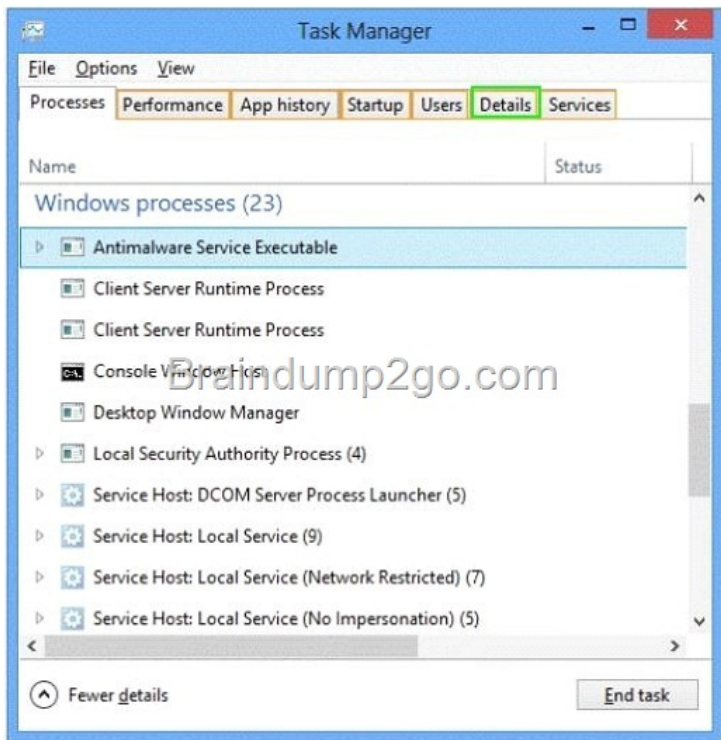 Task Manager
File Options View
Processes Performance App history Startup Users Details Services
Name Status
Windows processes (23)
Antimalware Service Executable
Client Server Runtime Process
Client Server Runtime Process
Console Window Host
Desktop Window Manager
Local Security Authority Process (4)
Service Host: DCOM Server Process Launcher (5)
Service Host: Local Service (9)
Service Host: Local Service (Network Restricted) (7)
Service Host: Local Service (No Impersonation) (5)
Fewer details End task
Braindump2go.com